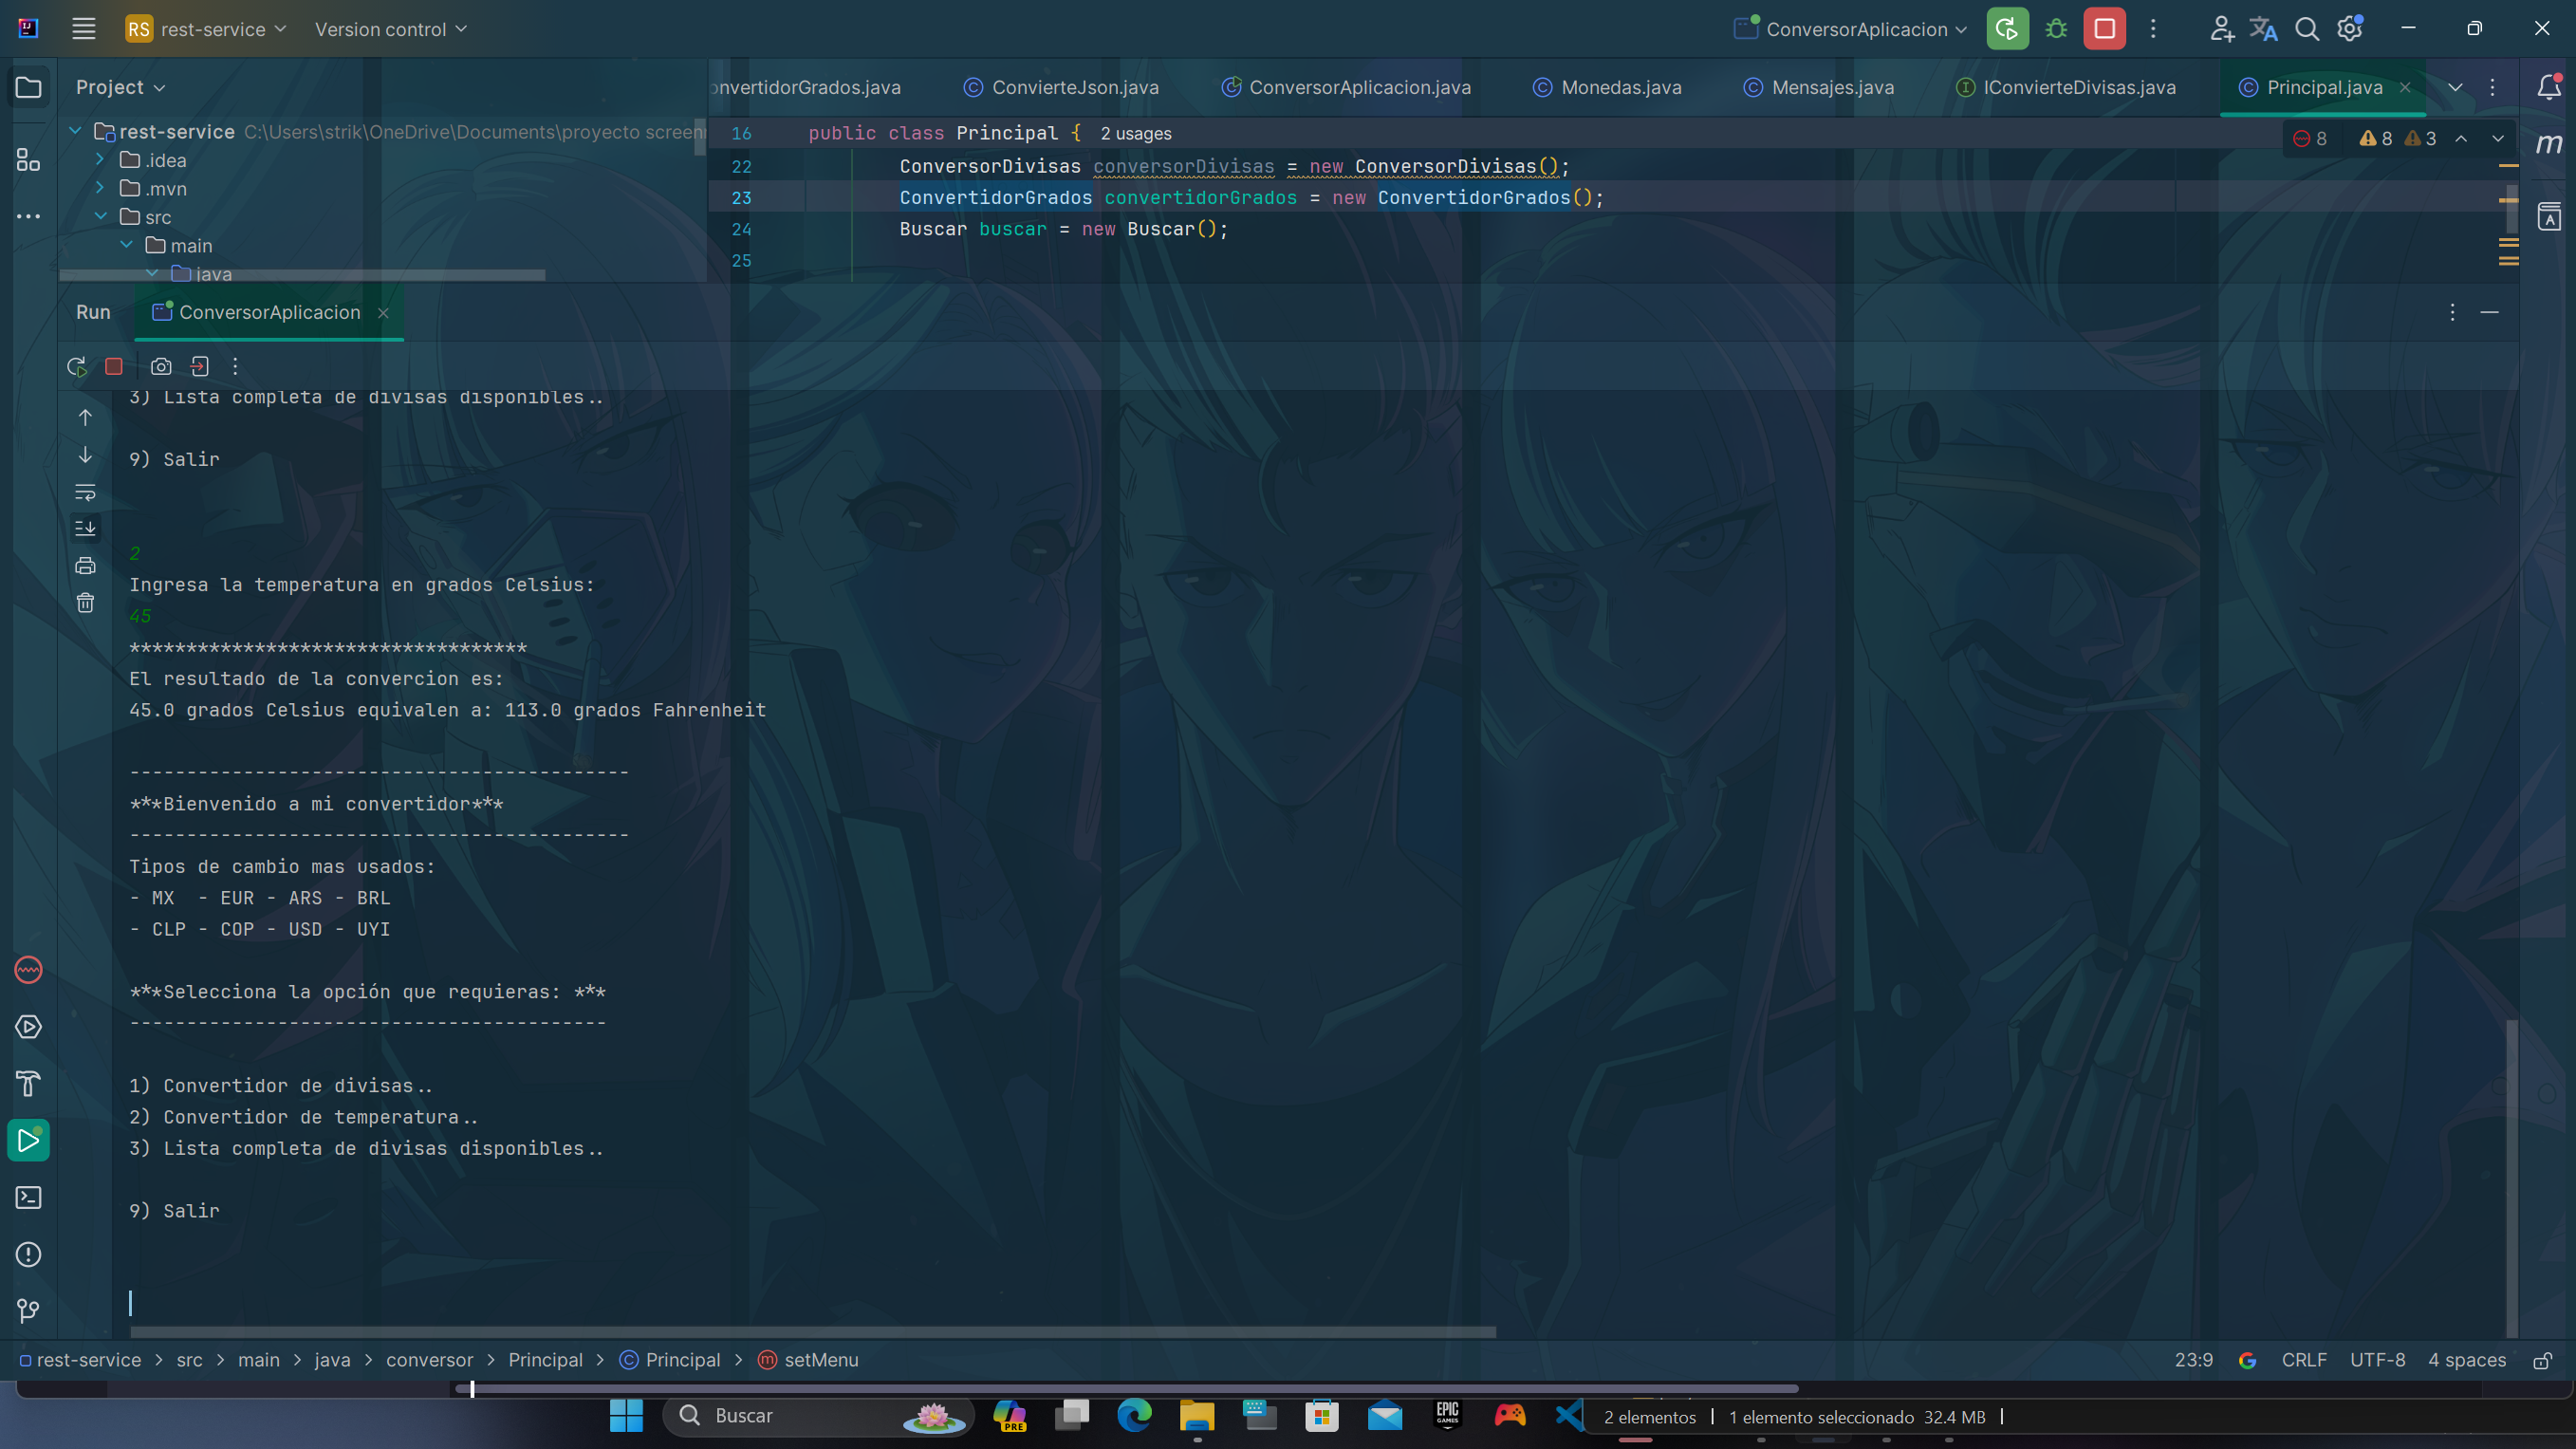 RS rest-service Version control ConversorAplicacion
Project
nvertidorGrados.java ConvierteJson.java ConversorAplicacion.java Monedas.java Mensajes.java IConvierteDivisas.java Principal.java
rest-service C:\Users\strik\OneDrive\Documents\proyecto
.idea
.mvn
src
main
java
16 public class Principal { 2 usages
8 8 3
22 ConversorDivisas conversorDivisas = new ConversorDivisas();
23 ConvertidorGrados convertidorGrados = new ConvertidorGrados();
24 Buscar buscar = new Buscar();
25
Run ConversorAplicacion
3) Lista completa de divisas disponibles..
9) Salir
2
Ingresa la temperatura en grados Celsius:
45
***********************************
El resultado de la convercion es:
45.0 grados Celsius equivalen a: 113.0 grados Fahrenheit
--------------------------------------------
***Bienvenido a mi convertidor***
--------------------------------------------
Tipos de cambio mas usados:
- MX  - EUR - ARS - BRL
- CLP - COP - USD - UYI
***Selecciona la opción que requieras: ***
------------------------------------------
1) Convertidor de divisas..
2) Convertidor de temperatura..
3) Lista completa de divisas disponibles..
9) Salir
rest-service > src > main > java > conversor > Principal > Principal > setMenu
23:9 CRLF UTF-8 4 spaces
Buscar
PRE
EPIC GAMES
2 elementos | 1 elemento seleccionado 32.4 MB |